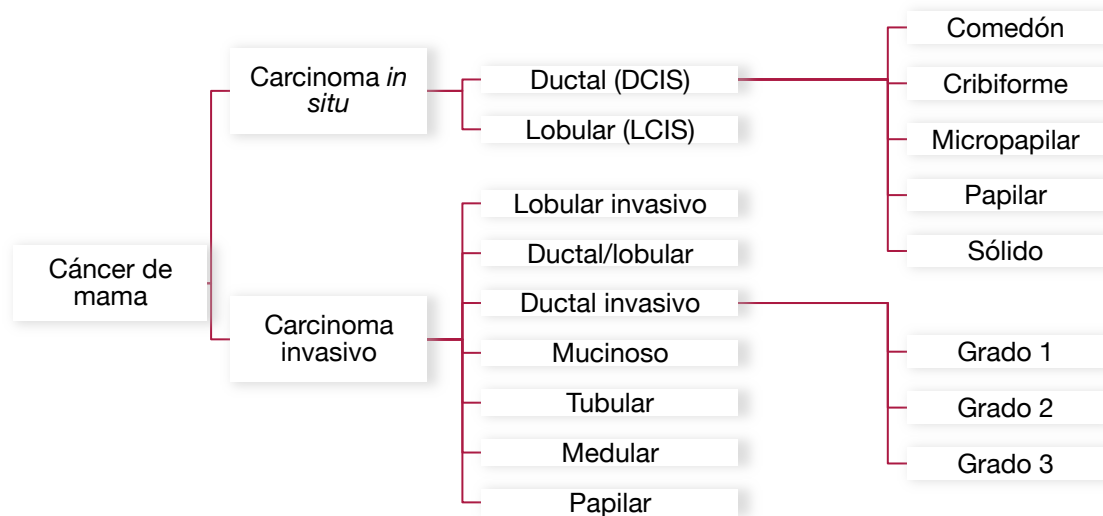 Cáncer de
mama
Carcinoma in
situ
Ductal (DCIS)
Comedón
Cribiforme
Micropapilar
Papilar
Sólido
Lobular (LCIS)
Carcinoma
invasivo
Lobular invasivo
Ductal/lobular
Ductal invasivo
Grado 1
Grado 2
Grado 3
Mucinoso
Tubular
Medular
Papilar